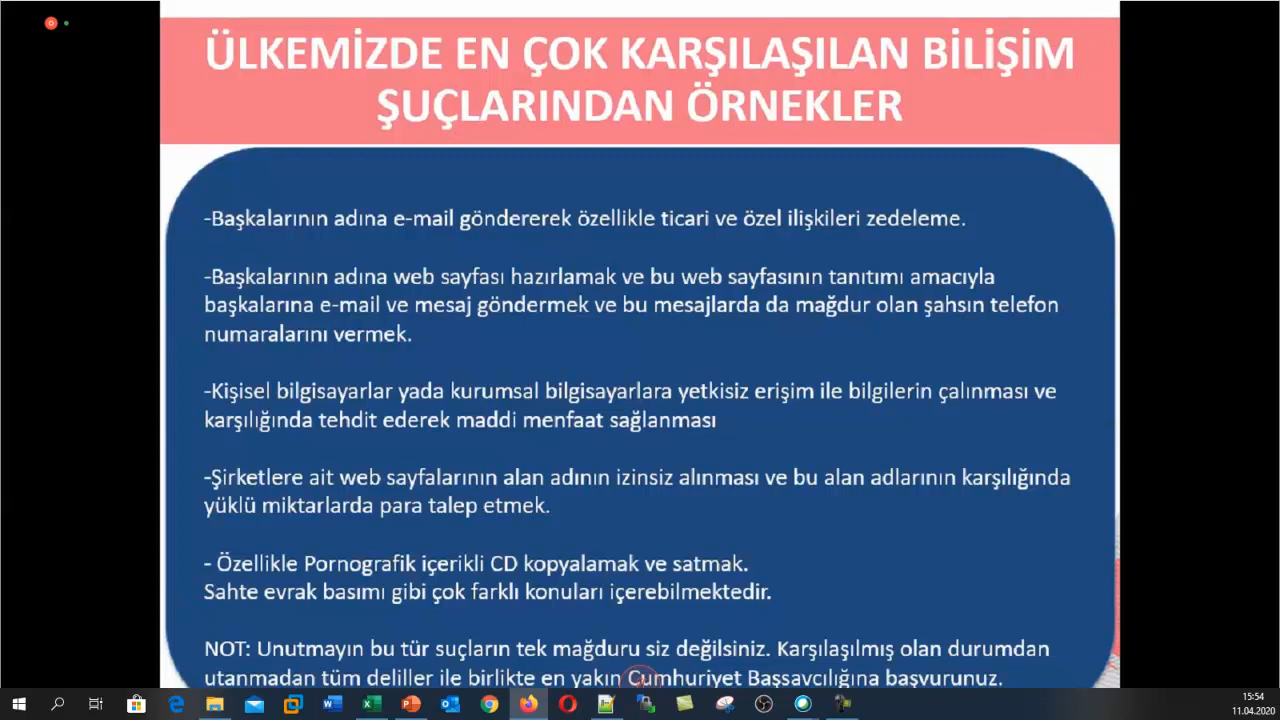 ÜLKEMİZDE EN ÇOK KARŞILAŞILAN BİLİŞİM
ŞUÇLARINDAN ÖRNEKLER
-Başkalarının adına e-mail göndererek özellikle ticari ve özel ilişkileri zedeleme.
-Başkalarının adına web sayfası hazırlamak ve bu web sayfasının tanıtımı amacıyla
başkalarına e-mail ve mesaj göndermek ve bu mesajlarda da mağdur olan şahsın telefon
numaralarını vermek.
-Kişisel bilgisayarlar yada kurumsal bilgisayarlara yetkisiz erişim ile bilgilerin çalınması ve
karşılığında tehdit ederek maddi menfaat sağlanması
-Şirketlere ait web sayfalarının alan adının izinsiz alınması ve bu alan adlarının karşılığında
yüklü miktarlarda para talep etmek.
- Özellikle Pornografik içerikli CD kopyalamak ve satmak.
Sahte evrak basımı gibi çok farklı konuları içerebilmektedir.
NOT: Unutmayın bu tür suçların tek mağduru siz değilsiniz. Karşılaşılmış olan durumdan
utanmadan tüm deliller ile birlikte en yakın Cumhuriyet Başsavcılığına başvurunuz.
15:54
11.04.2020